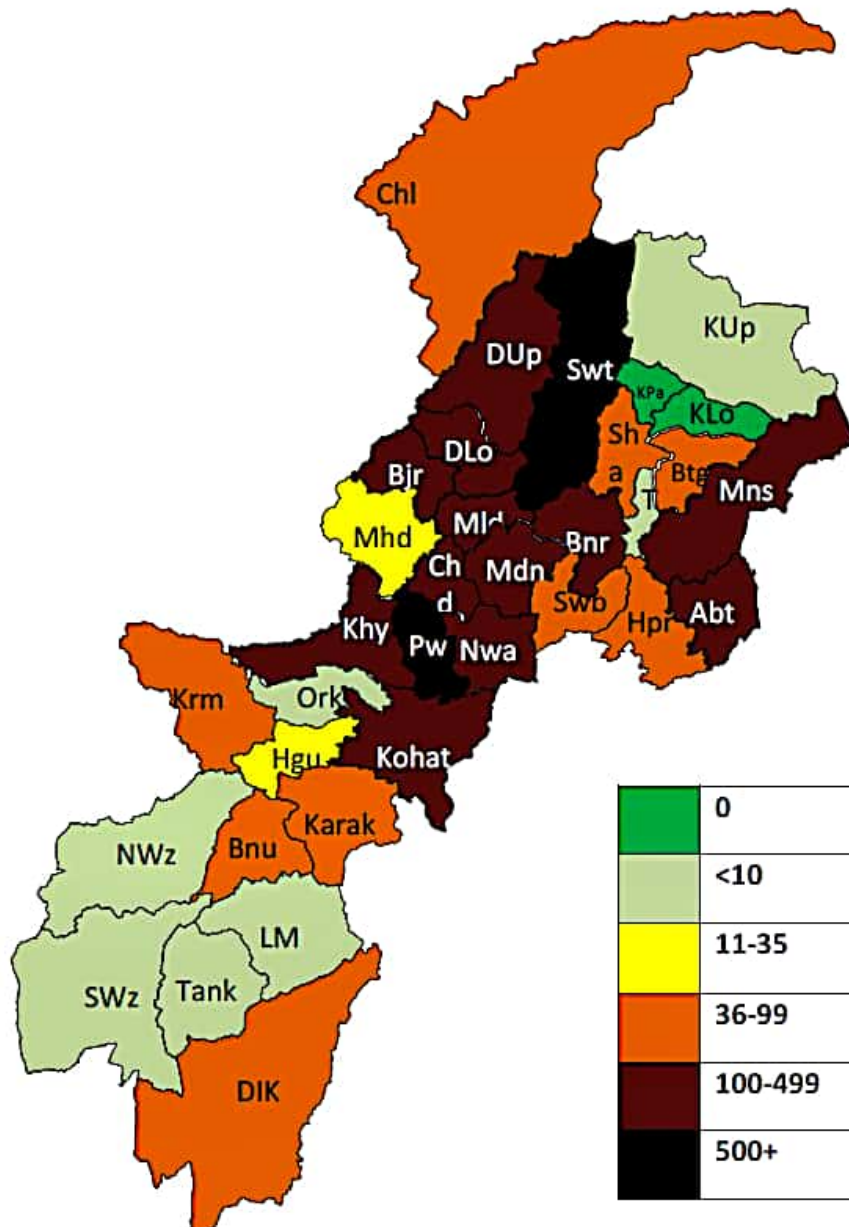 Chl
KUp
DUp
Swt
KPa
KLo
Sh
a
DLo
Btg
Bjr
Mns
T
Mld
Mhd
Bnr
Ch
d
Mdn
Swb
Abt
Hpr
Khy
Pw
Nwa
Krm
Ork
Hgu
Kohat
Karak
NWz
Bnu
LM
Tank
SWz
DIK
0
<10
11-35
36-99
100-499
500+